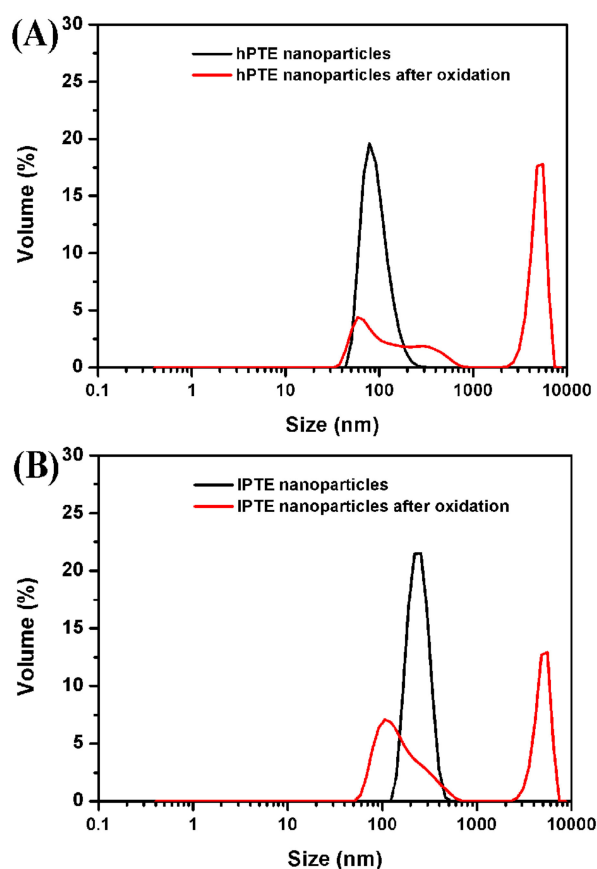 (A)
hPTE nanoparticles
hPTE nanoparticles after oxidation
Volume (%)
30
25
20
15
10
5
0
0.1 1 10 100 1000 10000
Size (nm)
(B)
lPTE nanoparticles
lPTE nanoparticles after oxidation
Volume (%)
30
25
20
15
10
5
0
0.1 1 10 100 1000 10000
Size (nm)